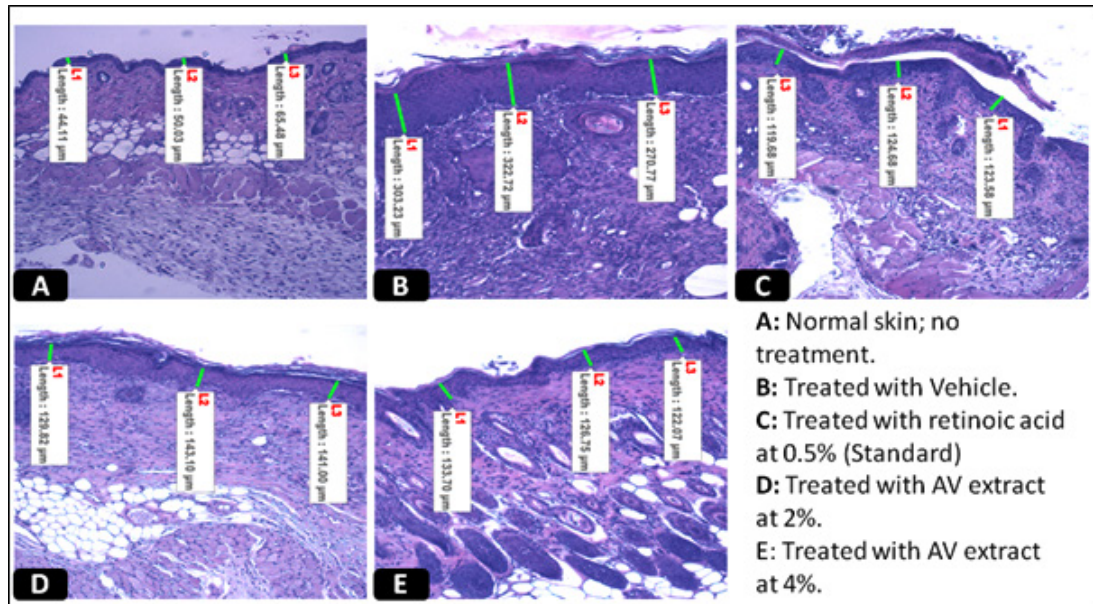 L1
Length : 44.11 µm
L2
Length : 50.03 µm
L3
Length : 65.48 µm
A
L1
Length : 303.23 µm
L2
Length : 322.72 µm
L3
Length : 270.77 µm
B
L3
Length : 119.68 µm
L2
Length : 124.68 µm
L1
Length : 123.58 µm
C
L1
Length : 129.82 µm
L2
Length : 143.10 µm
L3
Length : 141.00 µm
D
L1
Length : 133.70 µm
L2
Length : 126.75 µm
L3
Length : 122.07 µm
E
A: Normal skin; no
treatment.
B: Treated with Vehicle.
C: Treated with retinoic acid
at 0.5% (Standard)
D: Treated with AV extract
at 2%.
E: Treated with AV extract
at 4%.